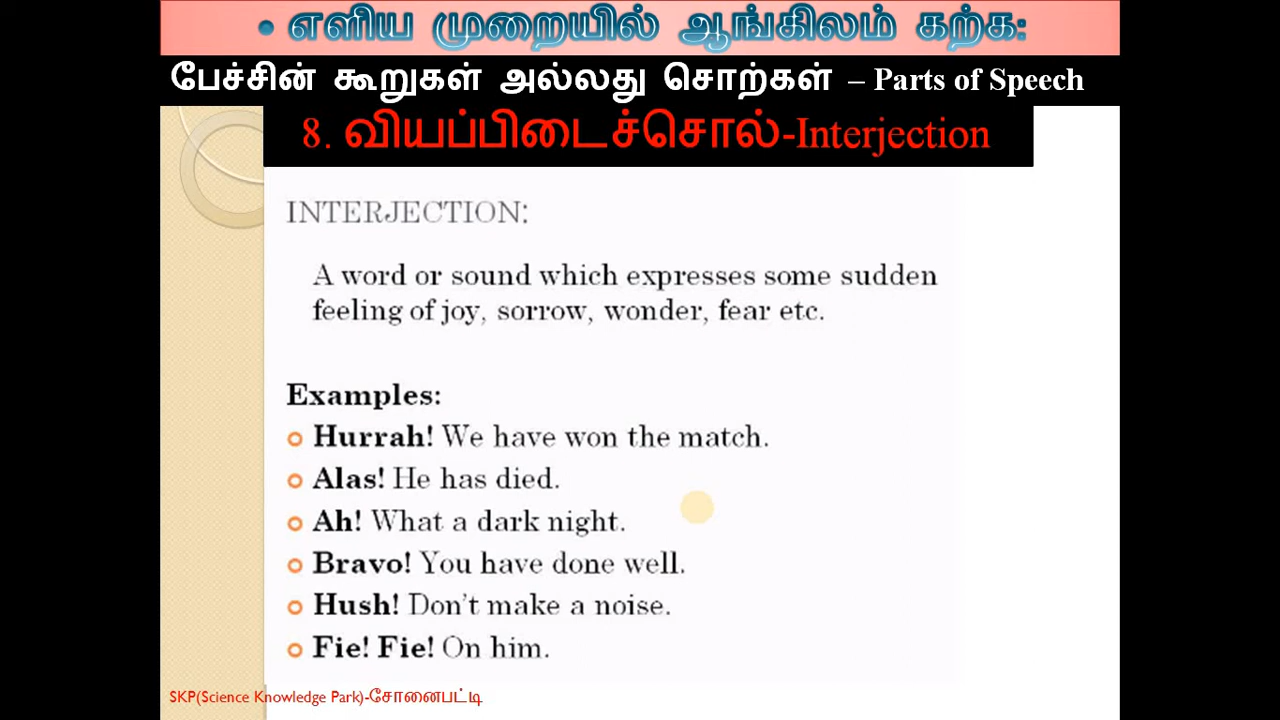 • எளிய முறையில் ஆங்கிலம் கற்க:
பேச்சின் கூறுகள் அல்லது சொற்கள் – Parts of Speech
8. வியப்பிடைச்சொல்-Interjection
INTERJECTION:
A word or sound which expresses some sudden
feeling of joy, sorrow, wonder, fear etc.
Examples:
Hurrah! We have won the match.
Alas! He has died.
Ah! What a dark night.
Bravo! You have done well.
Hush! Don't make a noise.
Fie! Fie! On him.
SKP(Science Knowledge Park)-சோனைபட்டி